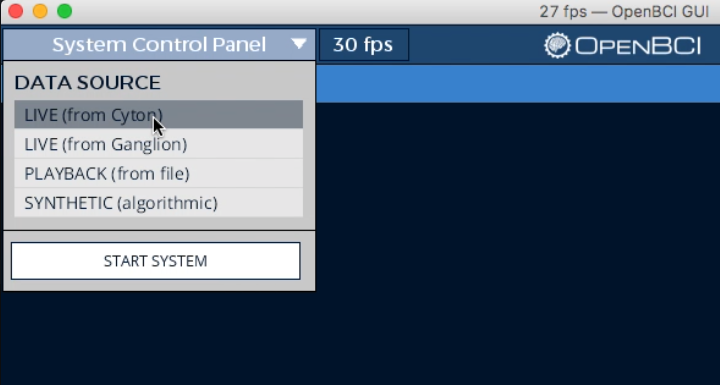 27 fps — OpenBCI GUI
System Control Panel
30 fps
OPENBCI
DATA SOURCE
LIVE (from Cyton)
LIVE (from Ganglion)
PLAYBACK (from file)
SYNTHETIC (algorithmic)
START SYSTEM